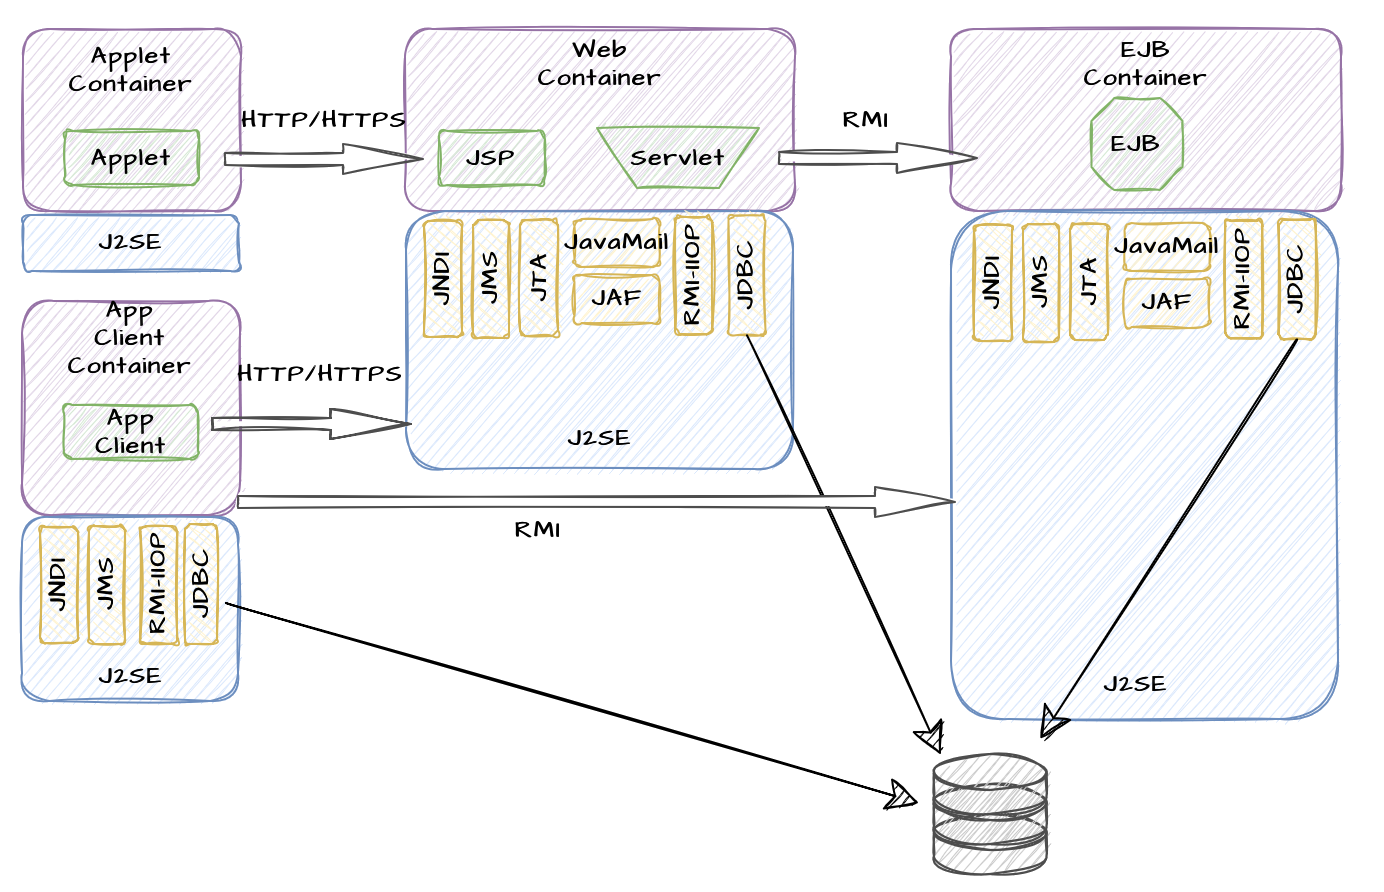 Applet
Container
Applet
J2SE
HTTP/HTTPS
Web
Container
JSP
Servlet
RMI
EJB
Container
EJB
JNDI
JMS
JTA
JavaMail
JAF
RMI-IIOP
JDBC
J2SE
JNDI
JMS
JTA
JavaMail
JAF
RMI-IIOP
JDBC
J2SE
App
Client
Container
App
Client
HTTP/HTTPS
RMI
JNDI
JMS
RMI-IIOP
JDBC
J2SE